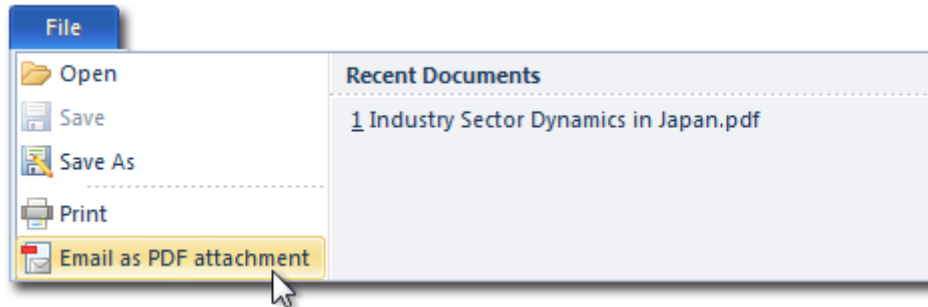 File
Open
Save
Save As
Print
Email as PDF attachment
Recent Documents
1 Industry Sector Dynamics in Japan.pdf